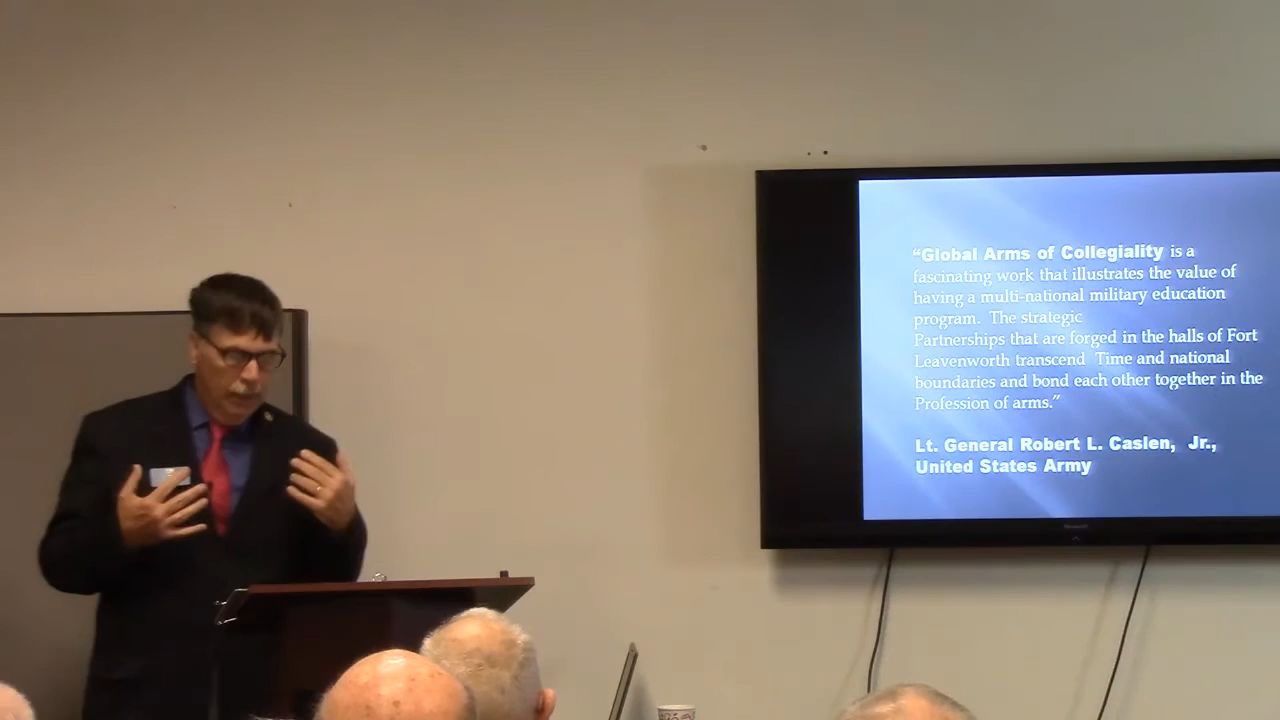 “Global Arms of Collegiality is a
fascinating work that illustrates the value of
having a multi-national military education
program. The strategic
Partnerships that are forged in the halls of Fort
Leavenworth transcend Time and national
boundaries and bond each other together in the
Profession of arms.”
Lt. General Robert L. Caslen, Jr.,
United States Army